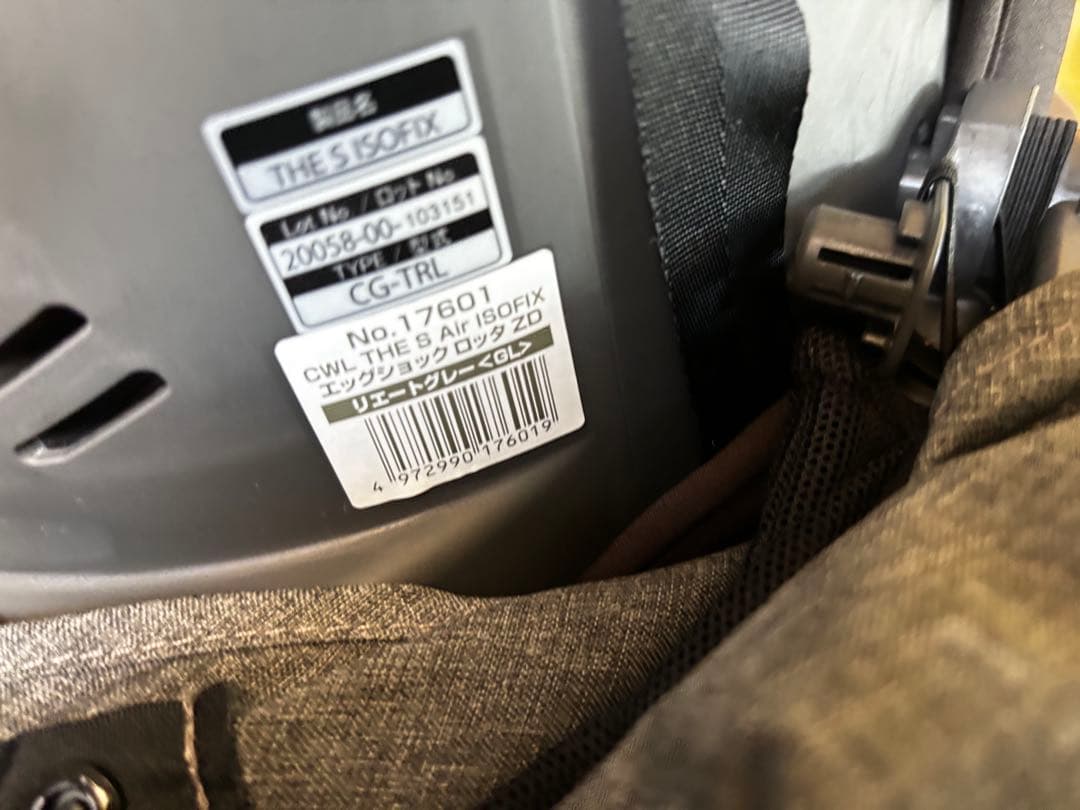 製品名
THE S ISOFIX
Lot No / ロット No
20058-00-103151
TYPE / 型式
CG-TRL
No.17601
CWL THE S Air ISOFIX
エッグショック ロッタ ZD
リエートグレー<GL>
4 972990 176019